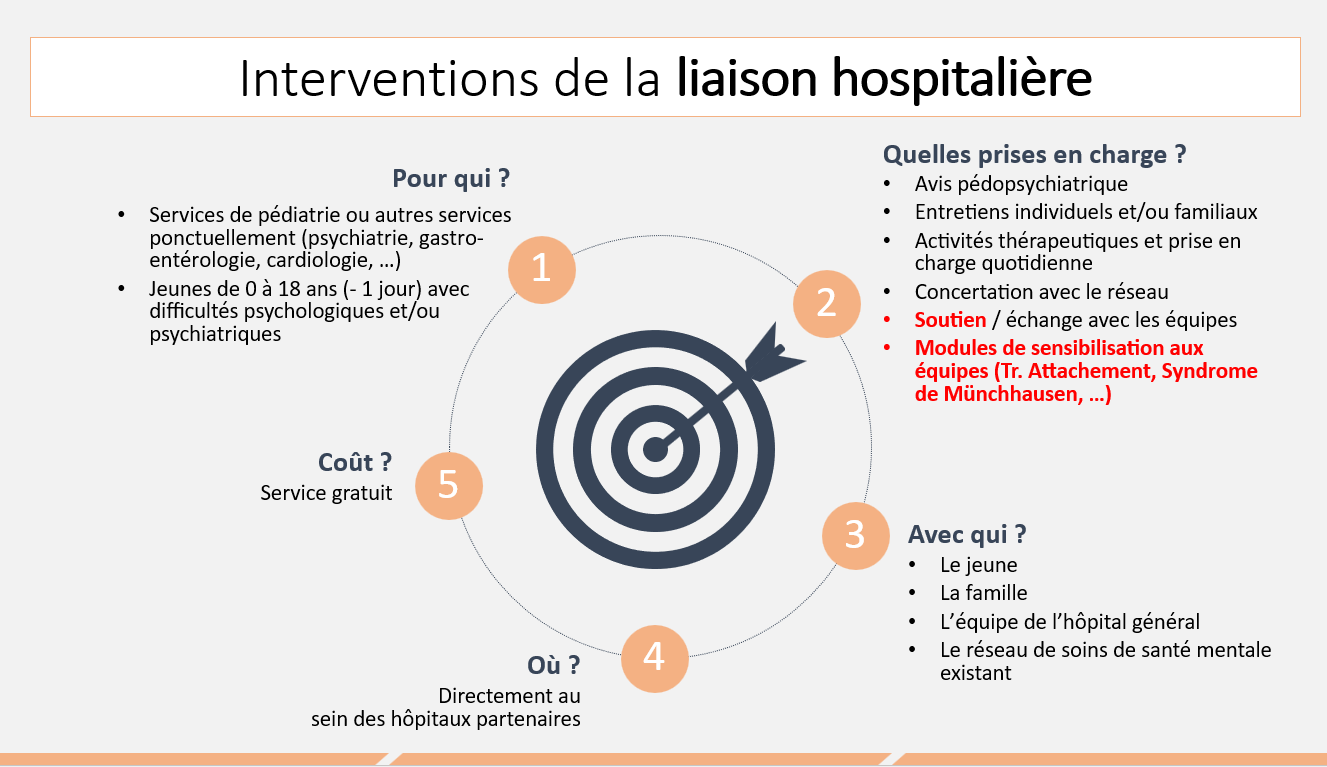 Interventions de la liaison hospitalière
Pour qui ?
• Services de pédiatrie ou autres services
ponctuellement (psychiatrie, gastro-
entérologie, cardiologie, …)
• Jeunes de 0 à 18 ans (- 1 jour) avec
difficultés psychologiques et/ou
psychiatriques
1
Quelles prises en charge ?
• Avis pédopsychiatrique
• Entretiens individuels et/ou familiaux
• Activités thérapeutiques et prise en
charge quotidienne
• Concertation avec le réseau
• Soutien / échange avec les équipes
• Modules de sensibilisation aux
équipes (Tr. Attachement, Syndrome
de Münchhausen, …)
2
Avec qui ?
• Le jeune
• La famille
• L’équipe de l’hôpital général
• Le réseau de soins de santé mentale
existant
3
Où ?
Directement au
sein des hôpitaux partenaires
4
Coût ?
Service gratuit
5